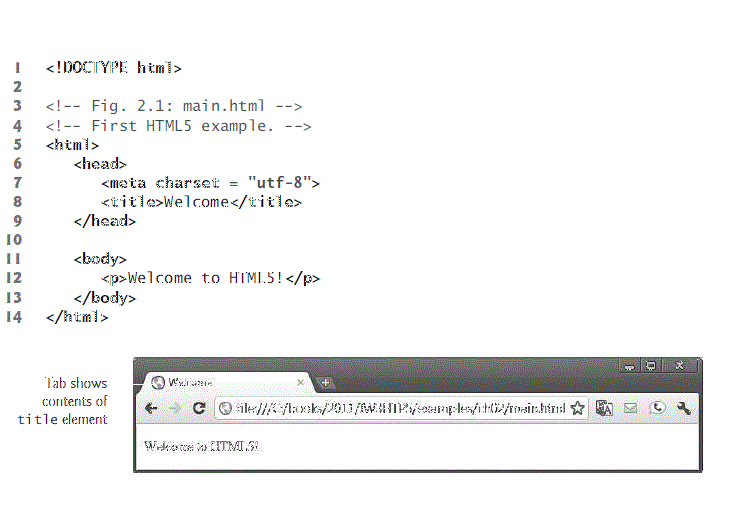 1 <!DOCTYPE html>
2
3 <!-- Fig. 2.1: main.html -->
4 <!-- First HTML5 example. -->
5 <html>
6 <head>
7 <meta charset = "utf-8">
8 <title>Welcome</title>
9 </head>
10
11 <body>
12 <p>Welcome to HTML5!</p>
13 </body>
14 </html>
Tab shows
contents of
title element
Welcome
file:///C:/books/2011/IW3HTP5/examples/ch02/main.html
Welcome to HTML5!